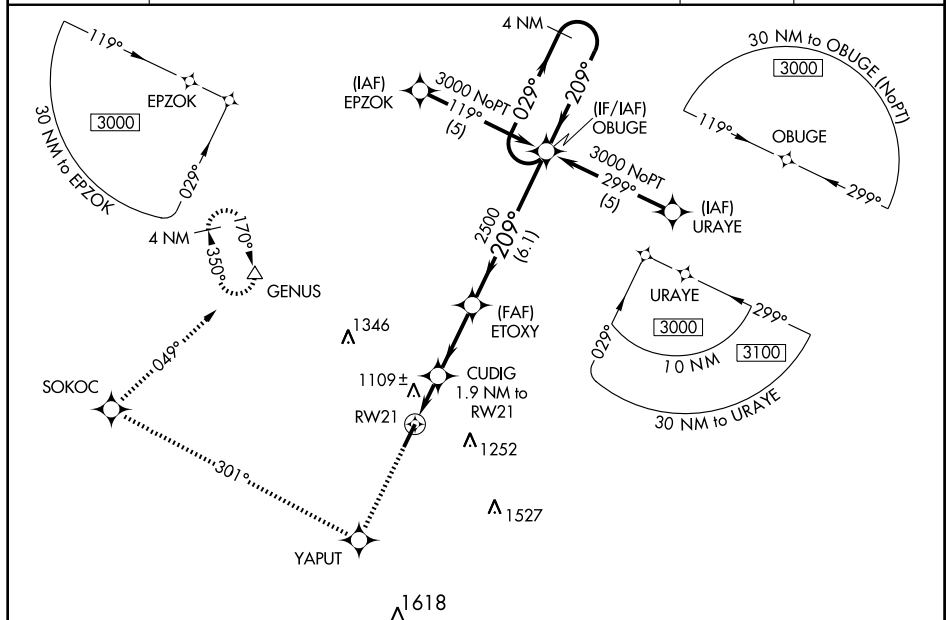 119°
EPZOK
3000
30 NM to EPZOK
029°
4 NM
029°
209°
(IAF)
EPZOK
3000 NoPT
119°
(5)
(IF/IAF)
OBUGE
3000 NoPT
299°
(5)
(IAF)
URAYE
30 NM to OBUGE (NoPT)
3000
119°
OBUGE
299°
4 NM
170°
350°
GENUS
2500
209°
(6.1)
(FAF)
ETOXY
URAYE
299°
029°
3000
10 NM
3100
30 NM to URAYE
1346
049°
SOKOC
1109 ±
CUDIG
1.9 NM to
RW21
RW21
1252
301°
1527
YAPUT
1618